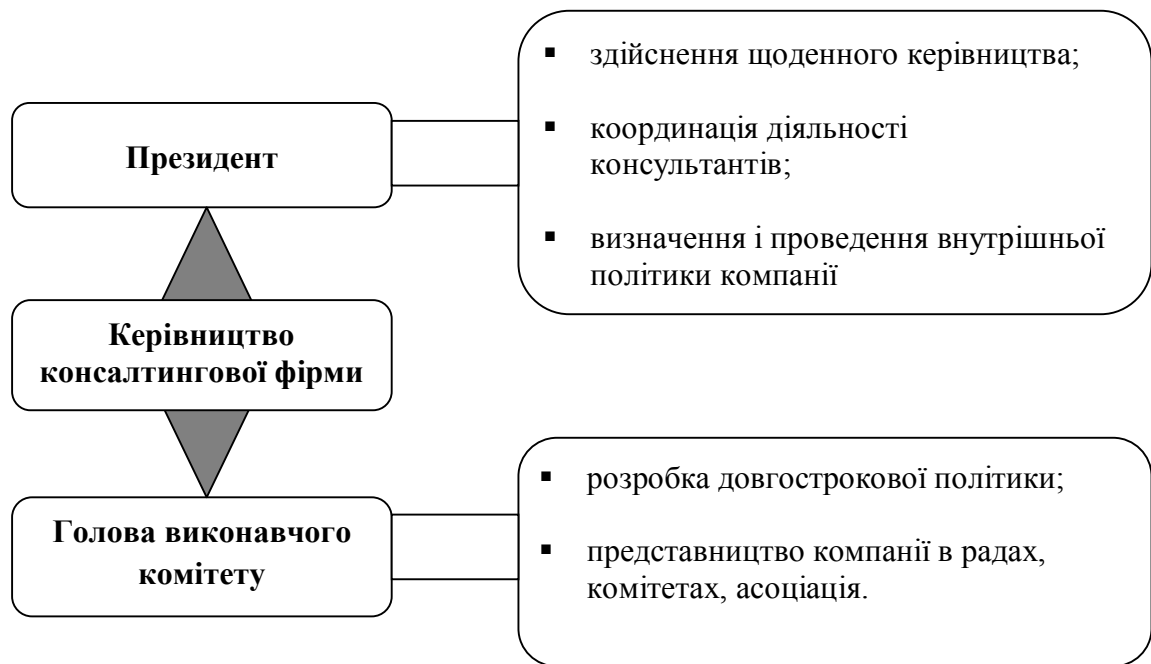 Президент
▪ здійснення щоденного керівництва;
▪ координація діяльності
консультантів;
▪ визначення і проведення внутрішньої
політики компанії
Керівництво
консалтингової фірми
Голова виконавчого
комітету
▪ розробка довгострокової політики;
▪ представництво компанії в радах,
комітетах, асоціація.